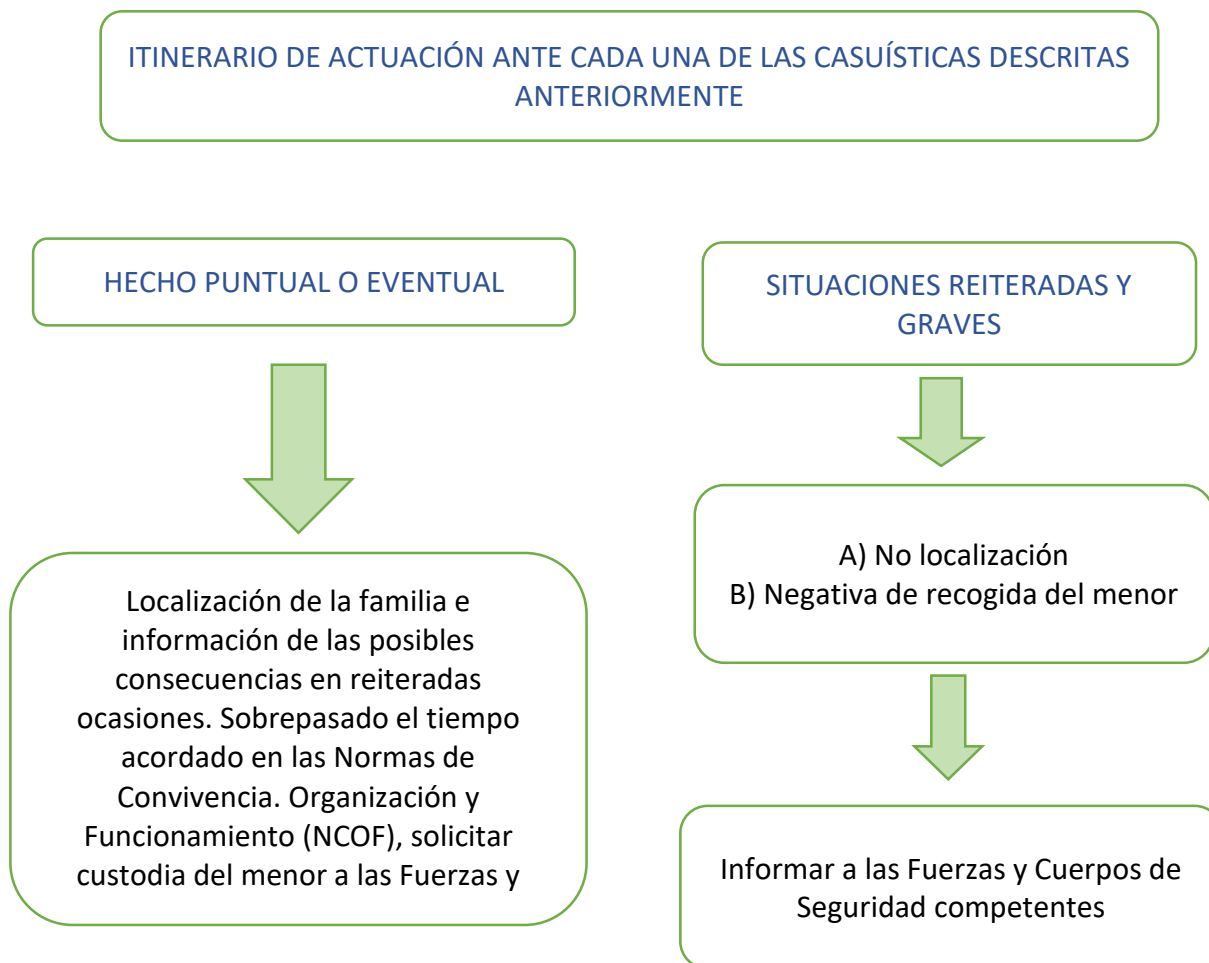 ITINERARIO DE ACTUACIÓN ANTE CADA UNA DE LAS CASUÍSTICAS DESCRITAS
ANTERIORMENTE
HECHO PUNTUAL O EVENTUAL
Localización de la familia e
información de las posibles
consecuencias en reiteradas
ocasiones. Sobrepasado el tiempo
acordado en las Normas de
Convivencia. Organización y
Funcionamiento (NCOF), solicitar
custodia del menor a las Fuerzas y
SITUACIONES REITERADAS Y
GRAVES
A) No localización
B) Negativa de recogida del menor
Informar a las Fuerzas y Cuerpos de
Seguridad competentes